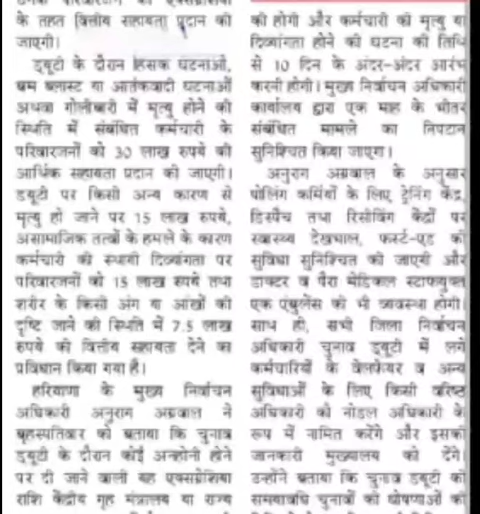 के तहत वित्तीय सहायता प्रदान की
जाएगी।
ड्यूटी के दौरान हिंसक घटनाओं,
बम ब्लास्ट या आतंकवादी घटनाओं
अथवा गोलीबारी में मृत्यु होने की
स्थिति में संबंधित कर्मचारी के
परिवारजनों को 30 लाख रुपये की
आर्थिक सहायता प्रदान की जाएगी।
ड्यूटी पर किसी अन्य कारण से
मृत्यु हो जाने पर 15 लाख रुपये,
असामाजिक तत्वों के हमले के कारण
कर्मचारी की स्थायी दिव्यांगता पर
परिवारजनों को 15 लाख रुपये तथा
शरीर के किसी अंग या आंखों की
दृष्टि जाने की स्थिति में 7.5 लाख
रुपये की वित्तीय सहायता देने का
प्रविधान किया गया है।
हरियाणा के मुख्य निर्वाचन
अधिकारी अनुराग अग्रवाल ने
बृहस्पतिवार को बताया कि चुनाव
ड्यूटी के दौरान कोई अनहोनी होने
पर दी जाने वाली यह एक्सग्रेशिया
राशि केंद्रीय गृह मंत्रालय या राज्य
की होगी और कर्मचारी की मृत्यु या
दिव्यांगता होने की घटना की तिथि
से 10 दिन के अंदर-अंदर आरंभ
करनी होगी। मुख्य निर्वाचन अधिकारी
कार्यालय द्वारा एक माह के भीतर
संबंधित मामले का निपटान
सुनिश्चित किया जाएगा।
अनुराग अग्रवाल के अनुसार
पोलिंग कर्मियों के लिए ट्रेनिंग केंद्र,
डिस्पैच तथा रिसीविंग केंद्रों पर
स्वास्थ्य देखभाल, फर्स्ट-एड की
सुविधा सुनिश्चित की जाएगी और
डाक्टर व पैरा मेडिकल स्टाफयुक्त
एक एंबुलेंस की भी व्यवस्था होगी।
साथ ही, सभी जिला निर्वाचन
अधिकारी चुनाव ड्यूटी में लगे
कर्मचारियों के वेलफेयर व अन्य
सुविधाओं के लिए किसी वरिष्ठ
अधिकारी को नोडल अधिकारी के
रूप में नामित करेंगे और इसकी
जानकारी मुख्यालय को देंगे।
उन्होंने बताया कि चुनाव ड्यूटी की
समयावधि चुनावों की घोषणाओं की